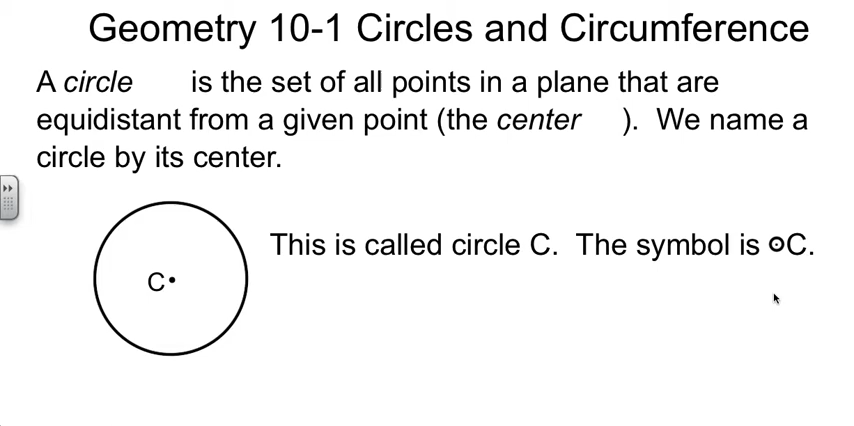 Geometry 10-1 Circles and Circumference
A circle is the set of all points in a plane that are
equidistant from a given point (the center ). We name a
circle by its center.
This is called circle C. The symbol is ⊙C.
C